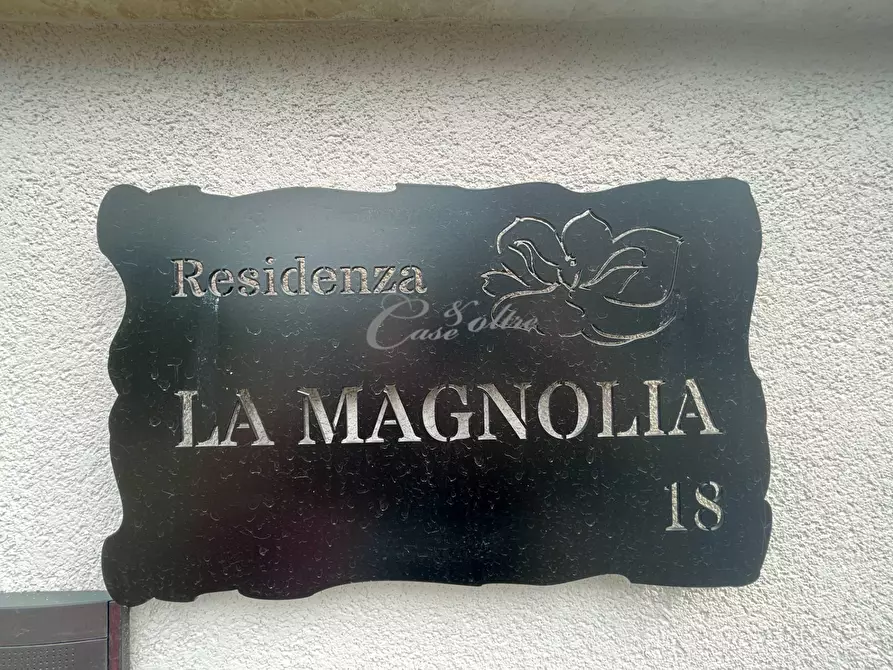 Residenza
Case & oltre
LA MAGNOLIA
18